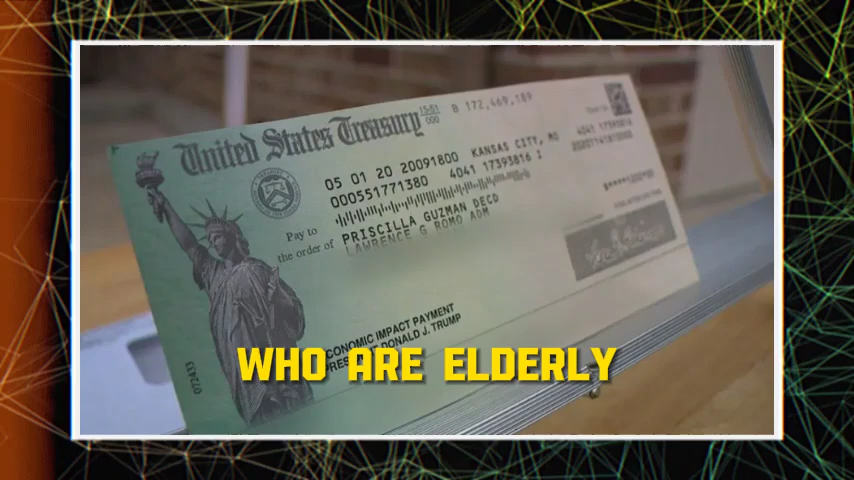 United States Treasury
15-51
000
B 172,469,189
05 01 20 20091800 KANSAS CITY, MO
000551771380 4041 17393816 I
Pay to
the order of
PRISCILLA GUZMAN DECD
LAWRENCE G ROMO ADM
4041 17393816
ECONOMIC IMPACT PAYMENT
PRESIDENT DONALD J. TRUMP
072433
WHO ARE ELDERLY